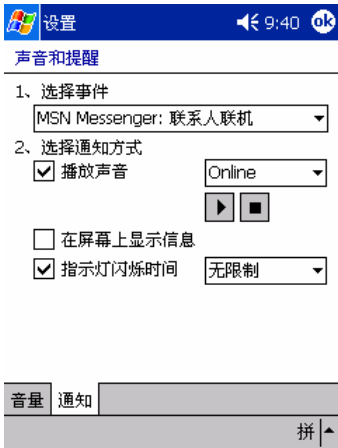 设置 9:40 ok
声音和提醒
1、选择事件
MSN Messenger: 联系人联机
2、选择通知方式
播放声音 Online
在屏幕上显示信息
指示灯闪烁时间 无限制
音量 通知
拼